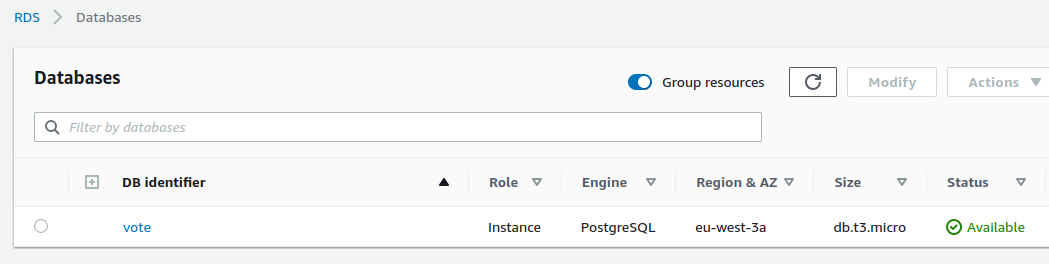 RDS > Databases
Databases
Group resources
Modify
Actions
Filter by databases
DB identifier Role Engine Region & AZ Size Status
vote Instance PostgreSQL eu-west-3a db.t3.micro Available